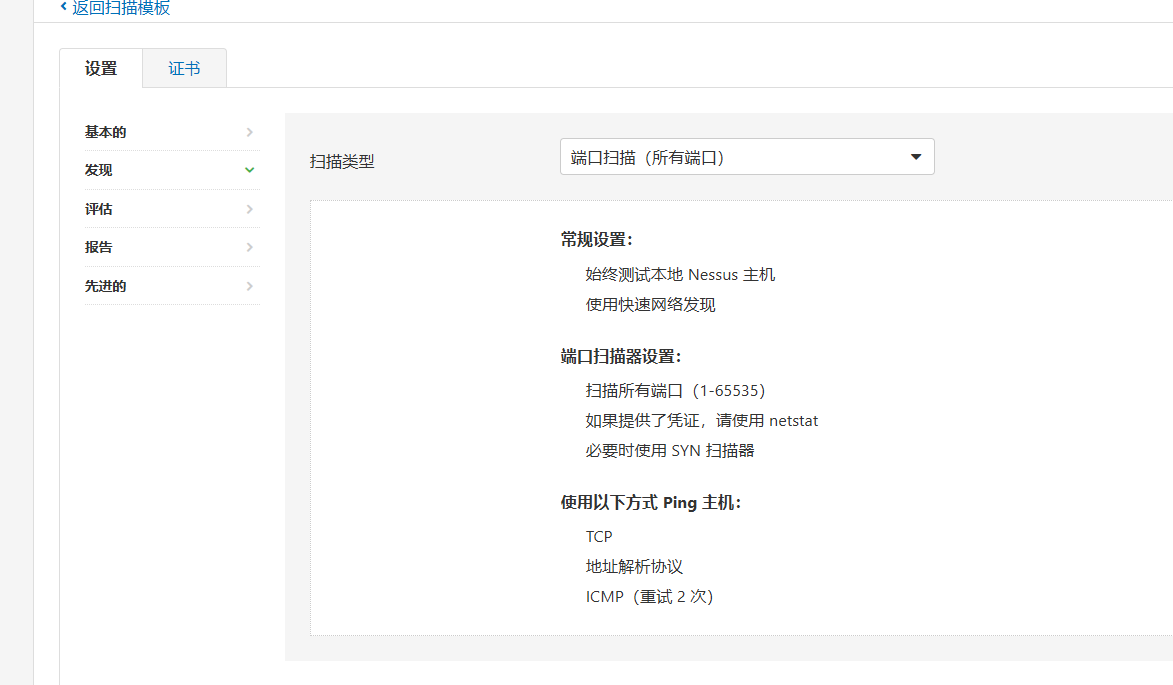 返回扫描模板
设置
证书
基本的
发现
评估
报告
先进的
扫描类型
端口扫描（所有端口）
常规设置：
始终测试本地 Nessus 主机
使用快速网络发现
端口扫描器设置：
扫描所有端口（1-65535）
如果提供了凭证，请使用 netstat
必要时使用 SYN 扫描器
使用以下方式 Ping 主机：
TCP
地址解析协议
ICMP（重试 2 次）